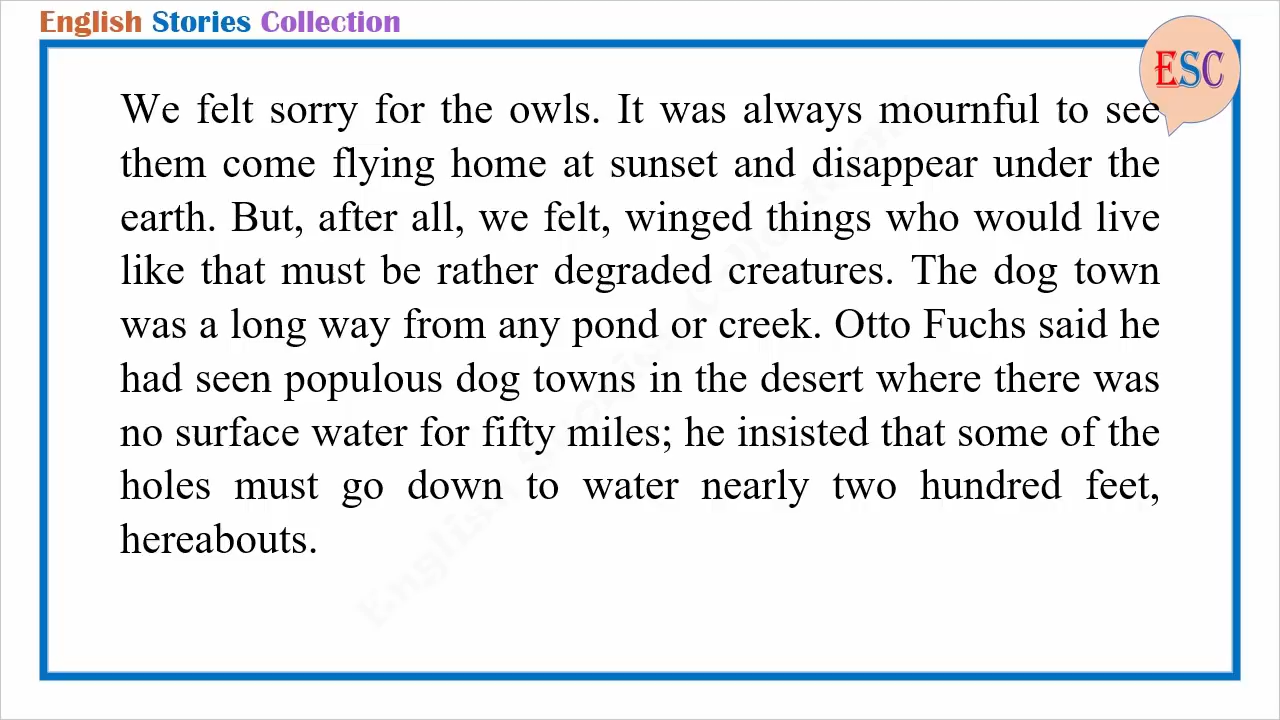 English Stories Collection
ESC
We felt sorry for the owls. It was always mournful to see
them come flying home at sunset and disappear under the
earth. But, after all, we felt, winged things who would live
like that must be rather degraded creatures. The dog town
was a long way from any pond or creek. Otto Fuchs said he
had seen populous dog towns in the desert where there was
no surface water for fifty miles; he insisted that some of the
holes must go down to water nearly two hundred feet,
hereabouts.
English Stories Collection